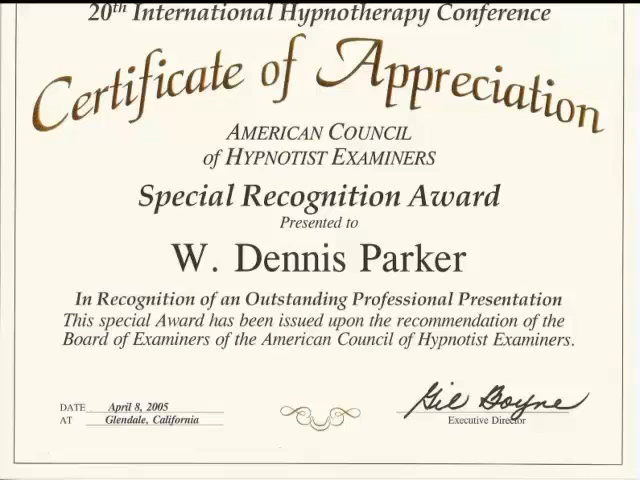 20th International Hypnotherapy Conference
Certificate of Appreciation
AMERICAN COUNCIL
of HYPNOTIST EXAMINERS
Special Recognition Award
Presented to
W. Dennis Parker
In Recognition of an Outstanding Professional Presentation
This special Award has been issued upon the recommendation of the
Board of Examiners of the American Council of Hypnotist Examiners.
DATE April 8, 2005
AT Glendale, California
Gil Boyne
Executive Director